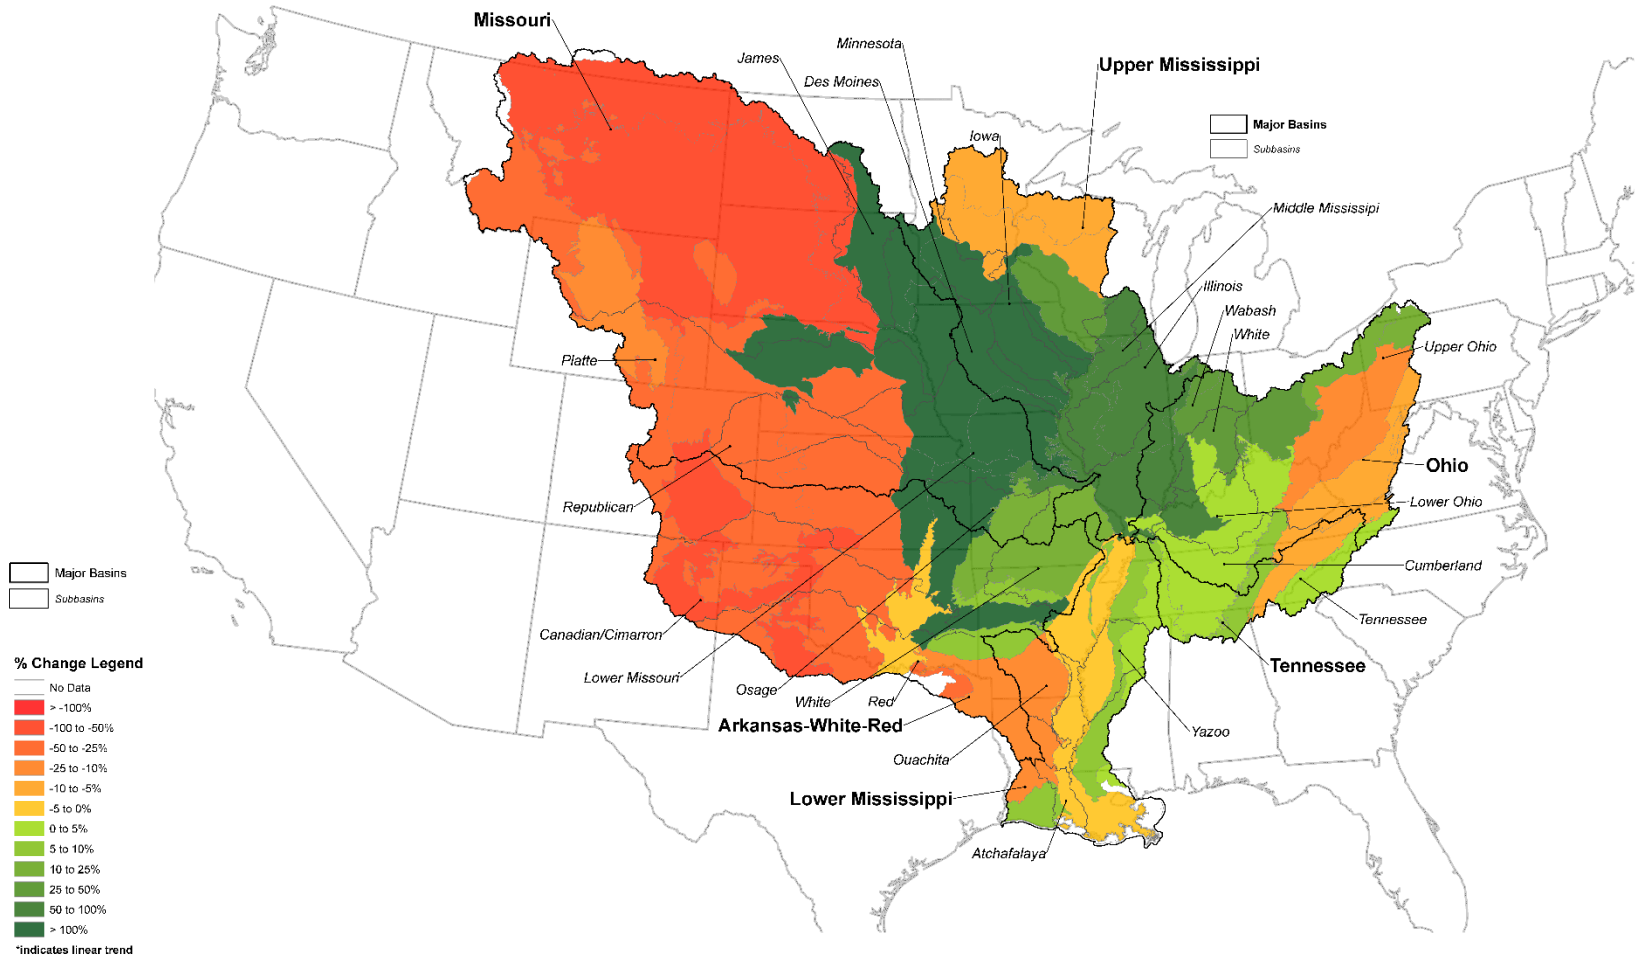 Missouri
Minnesota
James
Des Moines
Upper Mississippi
Major Basins
Subbasins
Iowa
Middle Mississipi
Illinois
Wabash
White
Upper Ohio
Platte
Ohio
Republican
Lower Ohio
Cumberland
Major Basins
Subbasins
Tennessee
Canadian/Cimarron
Tennessee
Lower Missouri
Osage
White
Red
Arkansas-White-Red
Yazoo
Ouachita
Lower Mississippi
Atchafalaya
% Change Legend
No Data
> -100%
-100 to -50%
-50 to -25%
-25 to -10%
-10 to -5%
-5 to 0%
0 to 5%
5 to 10%
10 to 25%
25 to 50%
50 to 100%
> 100%
*indicates linear trend